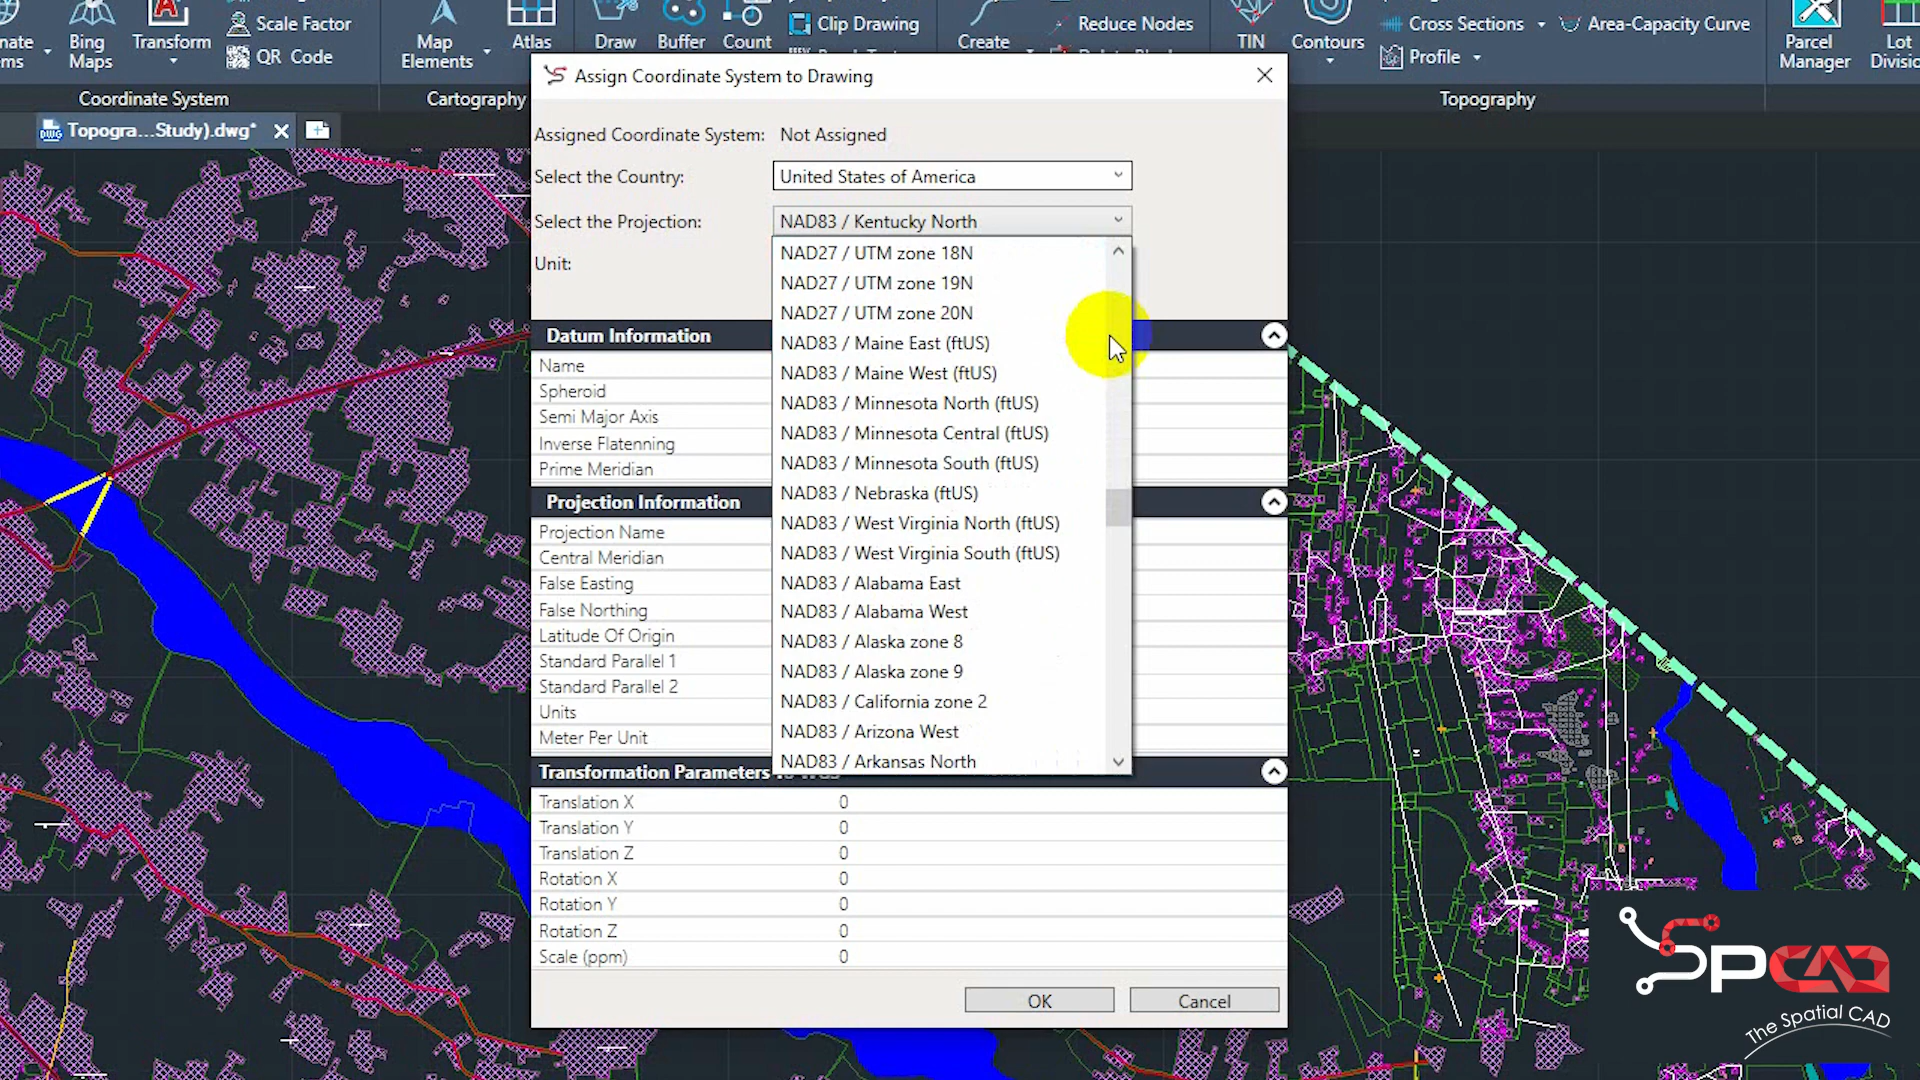 Scale Factor
QR Code
Bing
Maps
Transform
Coordinate System
Map
Elements
Atlas
Cartography
Draw
Buffer
Count
Clip Drawing
Create
Reduce Nodes
TIN
Contours
Cross Sections
Profile
Area-Capacity Curve
Topography
Parcel
Manager
Lot
Topogra...Study).dwg*
Assign Coordinate System to Drawing
Assigned Coordinate System: Not Assigned
Select the Country: United States of America
Select the Projection: NAD83 / Kentucky North
Unit:
NAD27 / UTM zone 18N
NAD27 / UTM zone 19N
NAD27 / UTM zone 20N
NAD83 / Maine East (ftUS)
NAD83 / Maine West (ftUS)
NAD83 / Minnesota North (ftUS)
NAD83 / Minnesota Central (ftUS)
NAD83 / Minnesota South (ftUS)
NAD83 / Nebraska (ftUS)
NAD83 / West Virginia North (ftUS)
NAD83 / West Virginia South (ftUS)
NAD83 / Alabama East
NAD83 / Alabama West
NAD83 / Alaska zone 8
NAD83 / Alaska zone 9
NAD83 / California zone 2
NAD83 / Arizona West
NAD83 / Arkansas North
Datum Information
Name
Spheroid
Semi Major Axis
Inverse Flatenning
Prime Meridian
Projection Information
Projection Name
Central Meridian
False Easting
False Northing
Latitude Of Origin
Standard Parallel 1
Standard Parallel 2
Units
Meter Per Unit
Transformation Parameters
Translation X 0
Translation Y 0
Translation Z 0
Rotation X 0
Rotation Y 0
Rotation Z 0
Scale (ppm) 0
OK
Cancel
SPCAD
The Spatial CAD